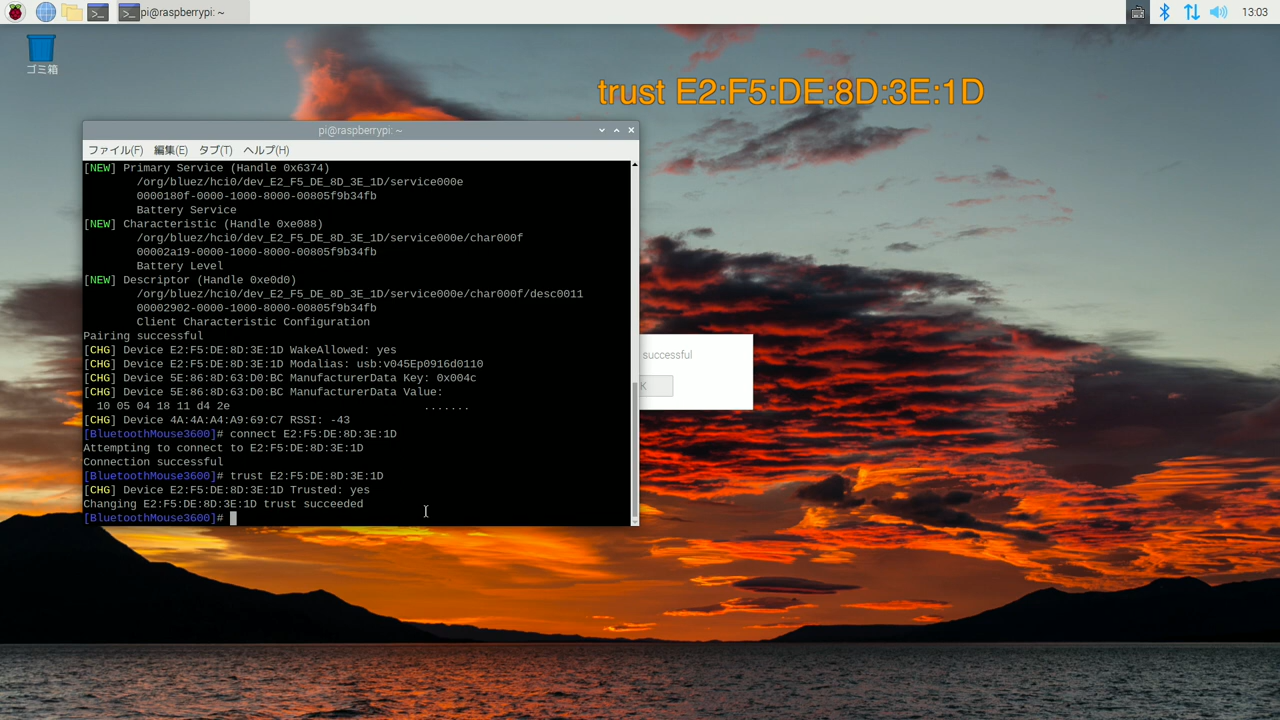 pi@raspberrypi: ~
13:03
ゴミ箱
trust E2:F5:DE:8D:3E:1D
pi@raspberrypi: ~
ファイル(F) 編集(E) タブ(T) ヘルプ(H)
[NEW] Primary Service (Handle 0x6374)
/org/bluez/hci0/dev_E2_F5_DE_8D_3E_1D/service000e
0000180f-0000-1000-8000-00805f9b34fb
Battery Service
[NEW] Characteristic (Handle 0xe088)
/org/bluez/hci0/dev_E2_F5_DE_8D_3E_1D/service000e/char000f
00002a19-0000-1000-8000-00805f9b34fb
Battery Level
[NEW] Descriptor (Handle 0xe0d0)
/org/bluez/hci0/dev_E2_F5_DE_8D_3E_1D/service000e/char000f/desc0011
00002902-0000-1000-8000-00805f9b34fb
Client Characteristic Configuration
Pairing successful
[CHG] Device E2:F5:DE:8D:3E:1D WakeAllowed: yes
[CHG] Device E2:F5:DE:8D:3E:1D Modalias: usb:v045Ep0916d0110
[CHG] Device 5E:86:8D:63:D0:BC ManufacturerData Key: 0x004c
[CHG] Device 5E:86:8D:63:D0:BC ManufacturerData Value:
10 05 04 18 11 d4 2e .......
[CHG] Device 4A:4A:A4:A9:69:C7 RSSI: -43
[BluetoothMouse3600]# connect E2:F5:DE:8D:3E:1D
Attempting to connect to E2:F5:DE:8D:3E:1D
Connection successful
[BluetoothMouse3600]# trust E2:F5:DE:8D:3E:1D
[CHG] Device E2:F5:DE:8D:3E:1D Trusted: yes
Changing E2:F5:DE:8D:3E:1D trust succeeded
[BluetoothMouse3600]#
successful
K